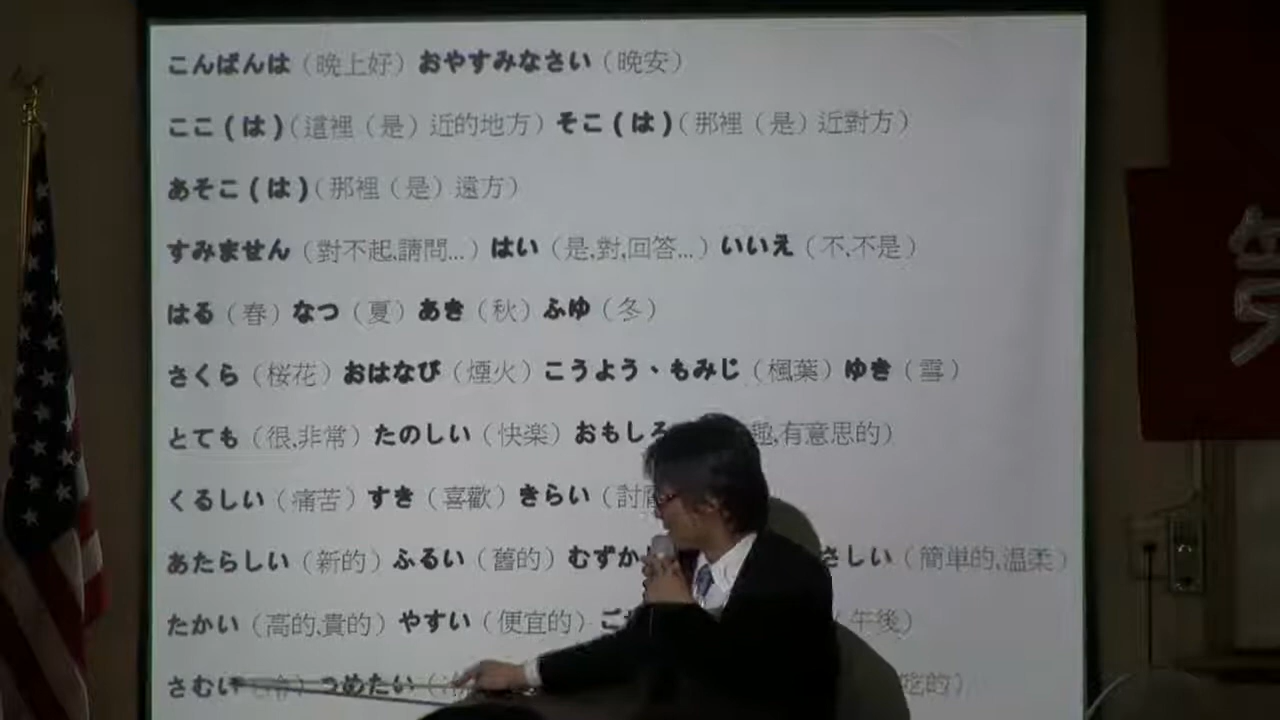 こんばんは（晩上好）おやすみなさい（晩安）
ここ(は)（這裡（是）近的地方）そこ(は)（那裡（是）近對方）
あそこ(は)（那裡（是）遠方）
すみません（對不起,請問...）はい（是,對,回答...）いいえ（不,不是）
はる（春）なつ（夏）あき（秋）ふゆ（冬）
さくら（桜花）おはなび（煙火）こうよう、もみじ（楓葉）ゆき（雪）
とても（很,非常）たのしい（快楽）おもしろ 趣,有意思的）
くるしい（痛苦）すき（喜歡）きらい（討
あたらしい（新的）ふるい（舊的）むずか さしい（簡単的,温柔）
たかい（高的,貴的）やすい（便宜的）ご 午後）
さむい つめたい 的）